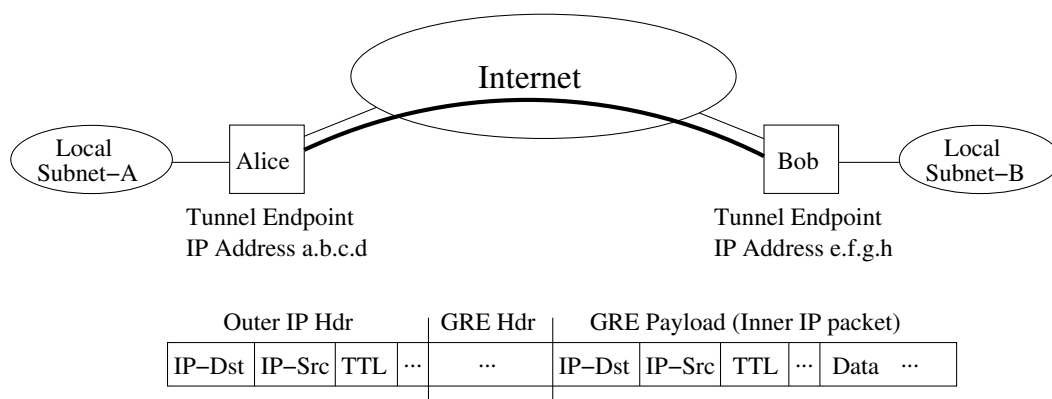 Internet
Local
Subnet−A
Alice
Bob
Local
Subnet−B
Tunnel Endpoint
IP Address a.b.c.d
Tunnel Endpoint
IP Address e.f.g.h
Outer IP Hdr GRE Hdr GRE Payload (Inner IP packet)
IP−Dst IP−Src TTL ... ... IP−Dst IP−Src TTL ... Data ...